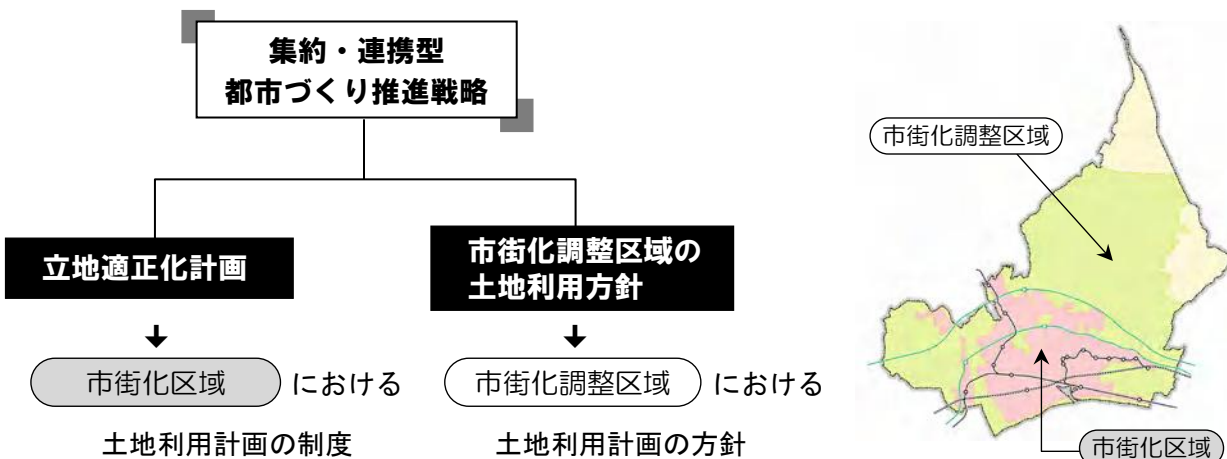 集約・連携型
都市づくり推進戦略
立地適正化計画
市街化区域 における
土地利用計画の制度
市街化調整区域の
土地利用方針
市街化調整区域 における
土地利用計画の方針
市街化調整区域
市街化区域